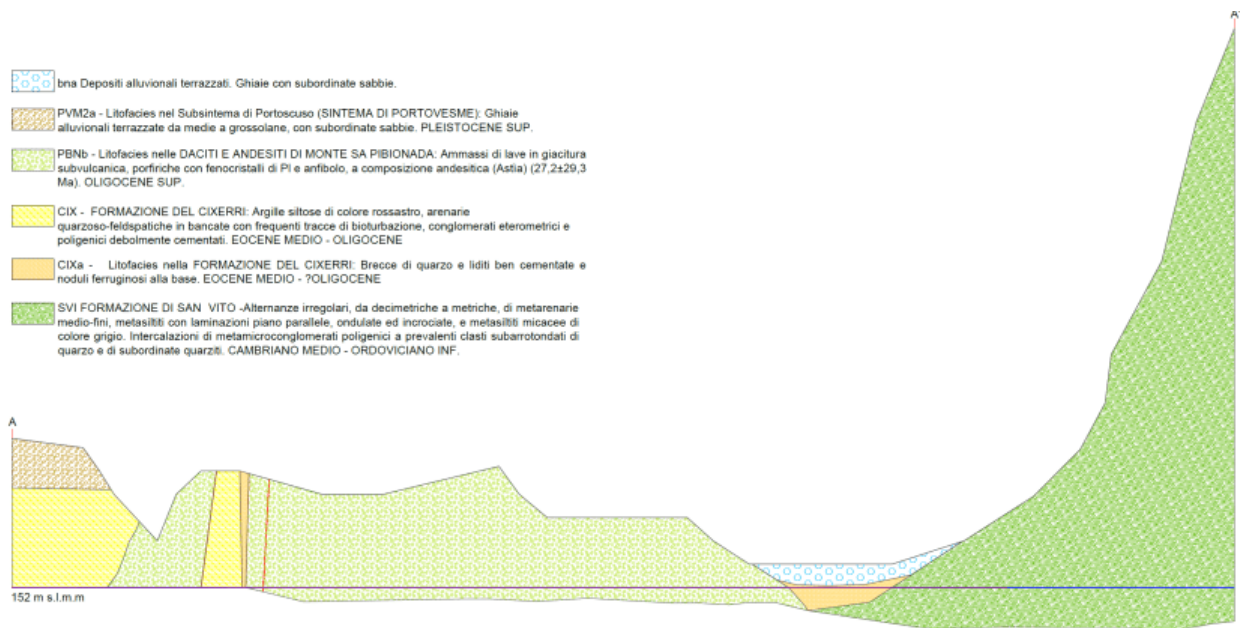 A'
bna Depositi alluvionali terrazzati. Ghiaie con subordinate sabbie.
PVM2a - Litofacies nel Subsintema di Portoscuso (SINTEMA DI PORTOVESME): Ghiaie
alluvionali terrazzate da medie a grossolane, con subordinate sabbie. PLEISTOCENE SUP.
PBNb - Litofacies nelle DACITI E ANDESITI DI MONTE SA PIBIONADA: Ammassi di lave in giacitura
subvulcanica, porfiriche con fenocristalli di Pl e anfibolo, a composizione andesitica (Astia) (27,2±29,3
Ma). OLIGOCENE SUP.
CIX - FORMAZIONE DEL CIXERRI: Argille siltose di colore rossastro, arenarie
quarzoso-feldspatiche in bancate con frequenti tracce di bioturbazione, conglomerati eterometrici e
poligenici debolmente cementati. EOCENE MEDIO - OLIGOCENE
CIXa - Litofacies nella FORMAZIONE DEL CIXERRI: Brecce di quarzo e liditi ben cementate e
noduli ferruginosi alla base. EOCENE MEDIO - ?OLIGOCENE
SVI FORMAZIONE DI SAN VITO -Alternanze irregolari, da decimetriche a metriche, di metarenarie
medio-fini, metasiltiti con laminazioni piano parallele, ondulate ed incrociate, e metasiltiti micacee di
colore grigio. Intercalazioni di metamicroconglomerati poligenici a prevalenti clasti subarrotondati di
quarzo e di subordinate quarziti. CAMBRIANO MEDIO - ORDOVICIANO INF.
A
152 m s.l.m.m